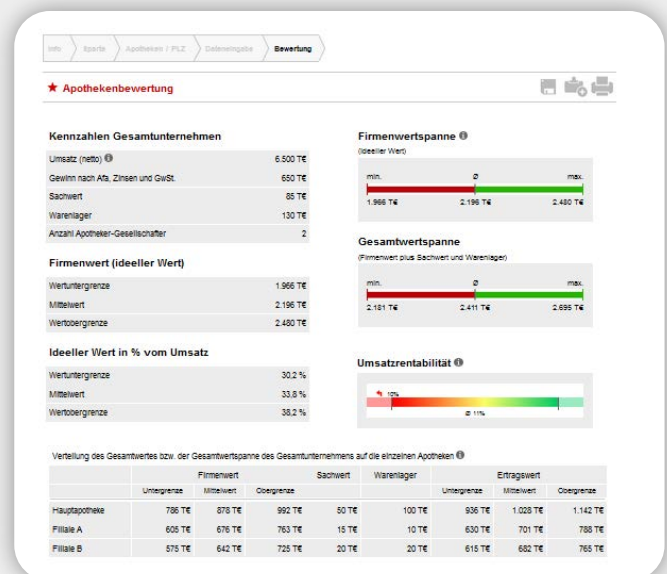 Info Sparte Apotheken / PLZ Dateneingabe Bewertung
Apothekenbewertung
Kennzahlen Gesamtunternehmen
Umsatz (netto) 6.500 T€
Gewinn nach Afa, Zinsen und GwSt. 650 T€
Sachwert 85 T€
Warenlager 130 T€
Anzahl Apotheker-Gesellschafter 2
Firmenwert (ideeller Wert)
Wertuntergrenze 1.966 T€
Mittelwert 2.196 T€
Wertobergrenze 2.480 T€
Ideeller Wert in % vom Umsatz
Wertuntergrenze 30,2 %
Mittelwert 33,8 %
Wertobergrenze 38,2 %
Firmenwertspanne
(ideeller Wert)
min. Ø max.
1.966 T€ 2.196 T€ 2.480 T€
Gesamtwertspanne
(Firmenwert plus Sachwert und Warenlager)
min. Ø max.
2.181 T€ 2.411 T€ 2.695 T€
Umsatzrentabilität
10%
Ø 11%
Verteilung des Gesamtwertes bzw. der Gesamtwertspanne des Gesamtunternehmens auf die einzelnen Apotheken
Firmenwert Sachwert Warenlager Ertragswert
Untergrenze Mittelwert Obergrenze Untergrenze Mittelwert Obergrenze
Hauptapotheke 786 T€ 878 T€ 992 T€ 50 T€ 100 T€ 936 T€ 1.028 T€ 1.142 T€
Filiale A 605 T€ 676 T€ 763 T€ 15 T€ 10 T€ 630 T€ 701 T€ 788 T€
Filiale B 575 T€ 642 T€ 725 T€ 20 T€ 20 T€ 615 T€ 682 T€ 765 T€